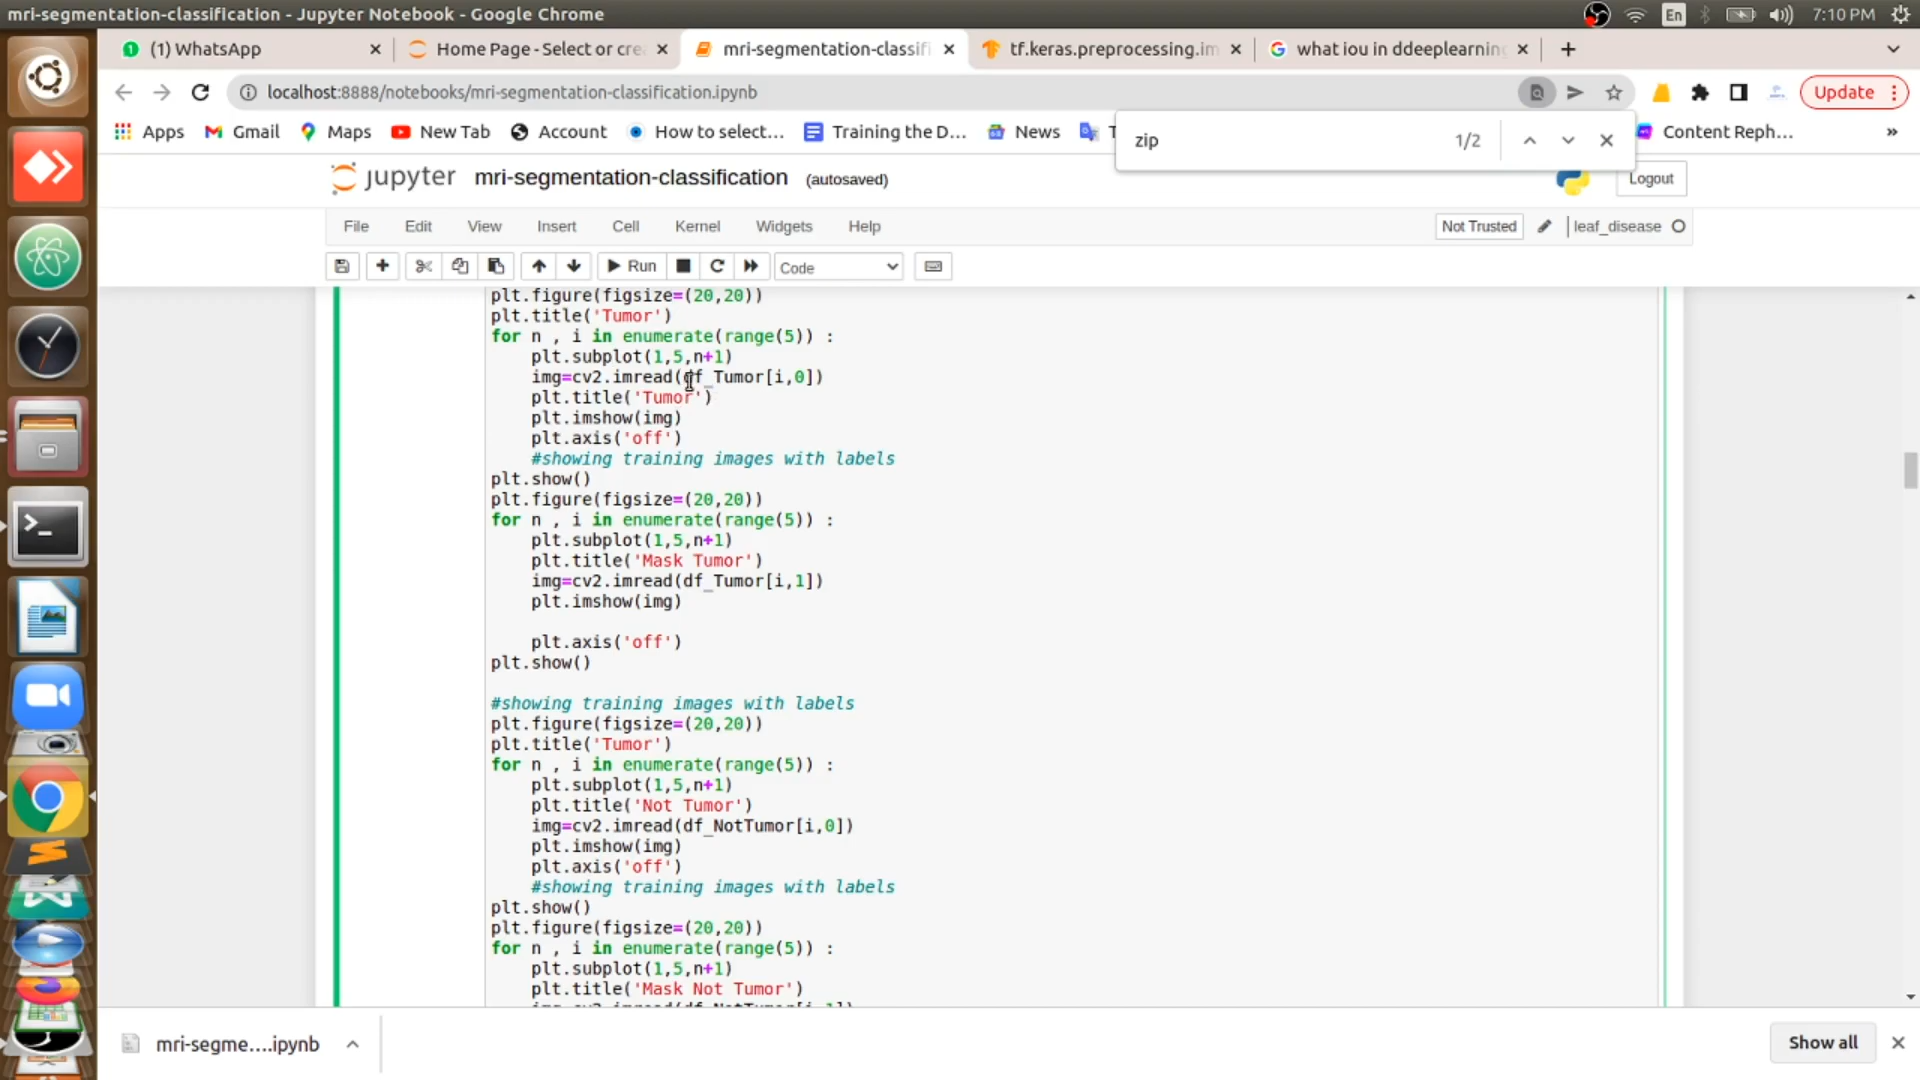 mri-segmentation-classification - Jupyter Notebook - Google Chrome
En
7:10 PM
(1) WhatsApp
Home Page - Select or cre
mri-segmentation-classifi
tf.keras.preprocessing.im
what iou in ddeeplearning
localhost:8888/notebooks/mri-segmentation-classification.ipynb
Update
Apps
Gmail
Maps
New Tab
Account
How to select...
Training the D...
News
Content Reph...
»
zip
1/2
jupyter
mri-segmentation-classification
(autosaved)
Logout
File
Edit
View
Insert
Cell
Kernel
Widgets
Help
Not Trusted
leaf_disease
Run
Code
plt.figure(figsize=(20,20))
plt.title('Tumor')
for n , i in enumerate(range(5)) :
    plt.subplot(1,5,n+1)
    img=cv2.imread(df_Tumor[i,0])
    plt.title('Tumor')
    plt.imshow(img)
    plt.axis('off')
    #showing training images with labels
plt.show()
plt.figure(figsize=(20,20))
for n , i in enumerate(range(5)) :
    plt.subplot(1,5,n+1)
    plt.title('Mask Tumor')
    img=cv2.imread(df_Tumor[i,1])
    plt.imshow(img)
    plt.axis('off')
plt.show()
#showing training images with labels
plt.figure(figsize=(20,20))
plt.title('Tumor')
for n , i in enumerate(range(5)) :
    plt.subplot(1,5,n+1)
    plt.title('Not Tumor')
    img=cv2.imread(df_NotTumor[i,0])
    plt.imshow(img)
    plt.axis('off')
    #showing training images with labels
plt.show()
plt.figure(figsize=(20,20))
for n , i in enumerate(range(5)) :
    plt.subplot(1,5,n+1)
    plt.title('Mask Not Tumor')
mri-segme....ipynb
Show all